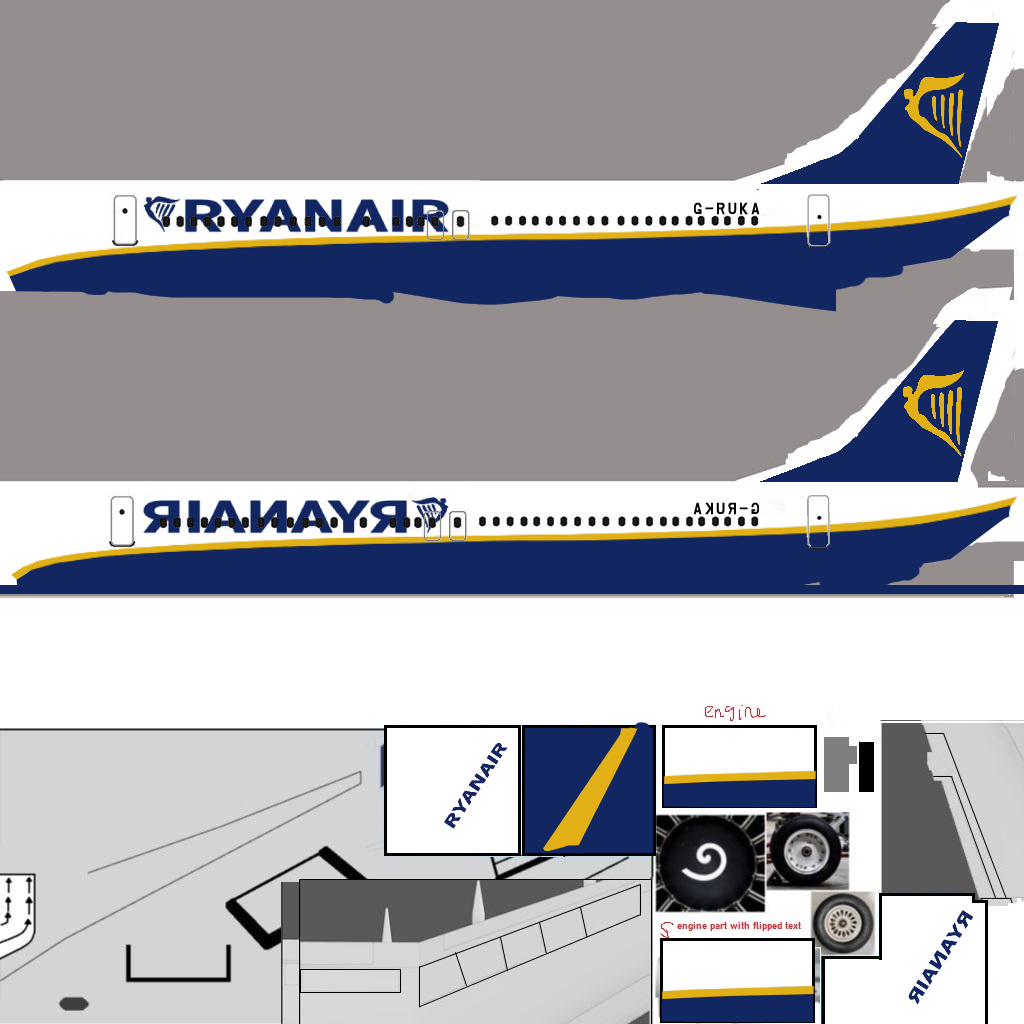 RYANAIR
G-RUKA
RYANAIR
G-RUKA
engine
RYANAIR
engine part with flipped text
RYANAIR